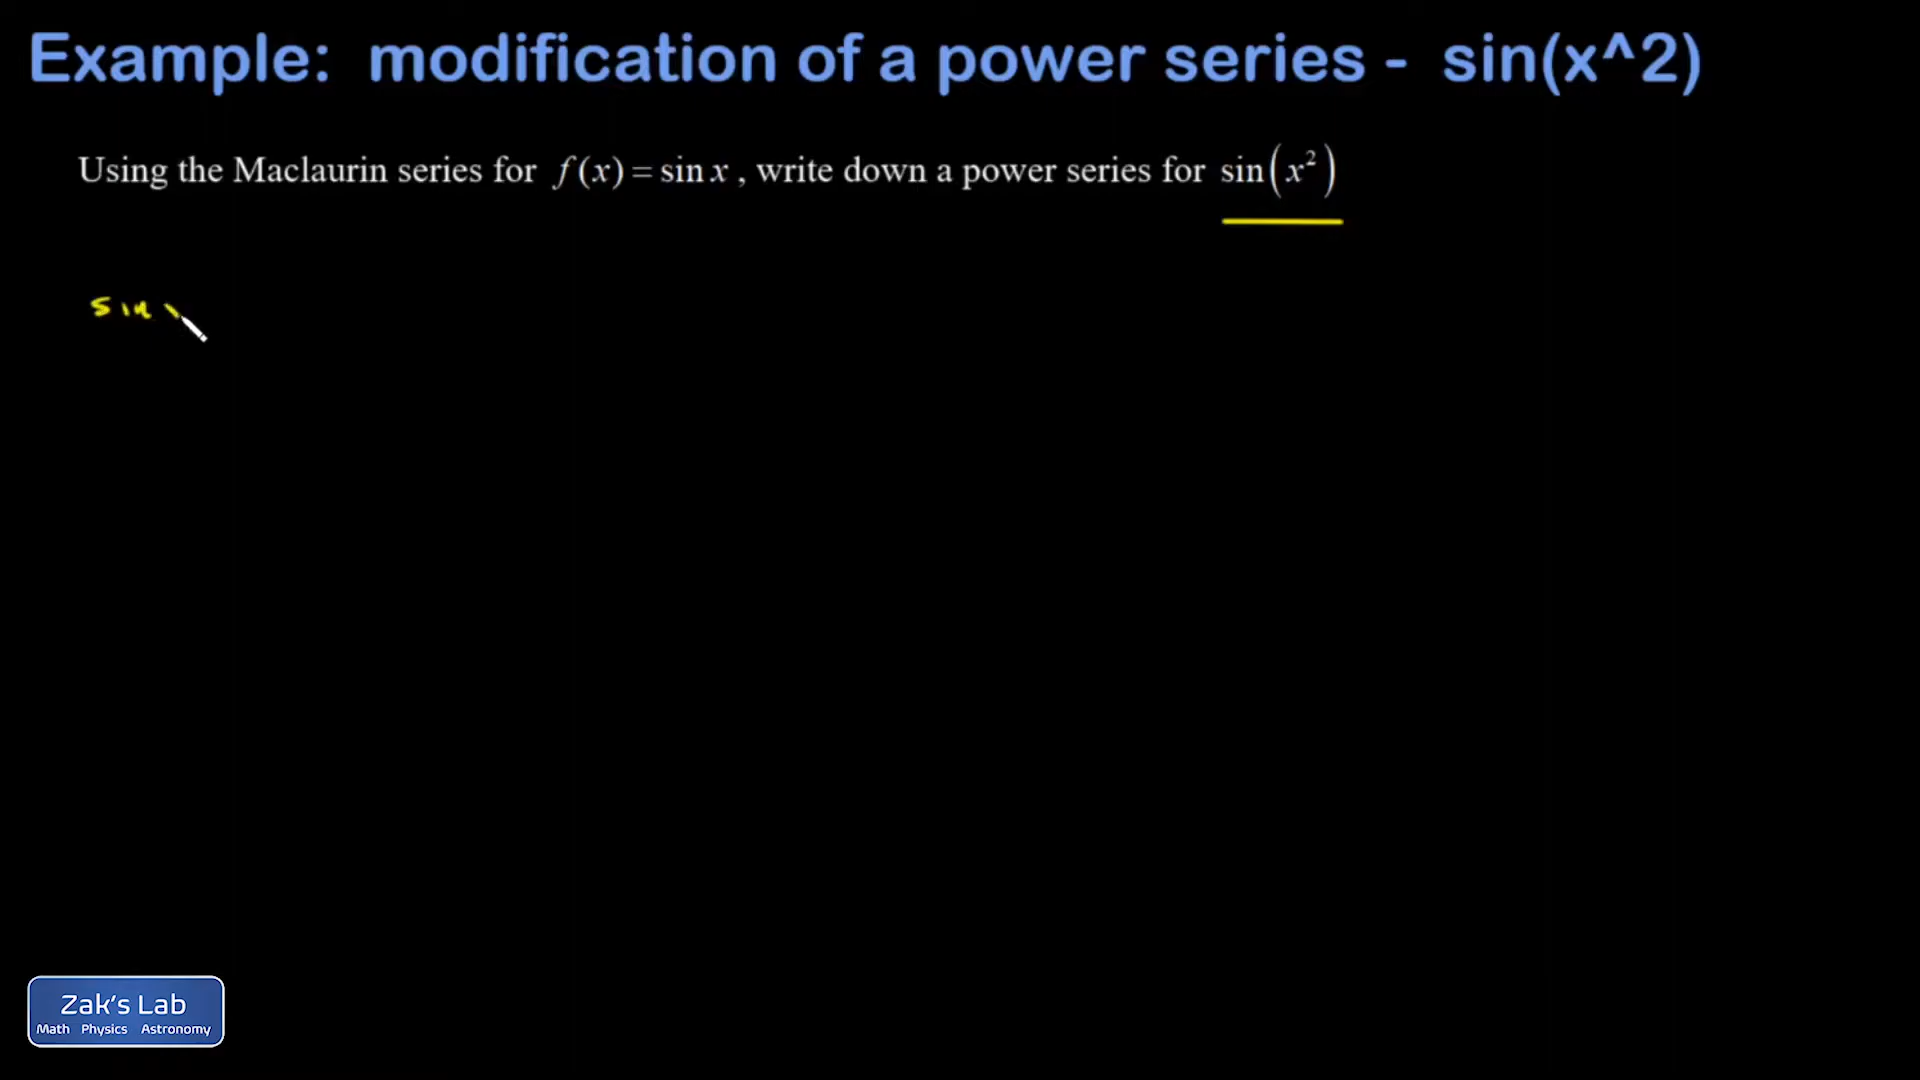 Example: modification of a power series - sin(x^2)
Using the Maclaurin series for f(x) = sin x , write down a power series for sin(x²)
sin
Zak's Lab
Math Physics Astronomy